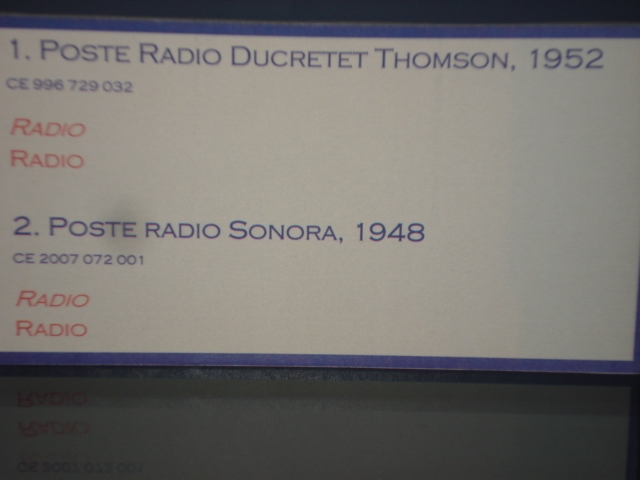 1. Poste Radio Ducretet Thomson, 1952
CE 996 729 032
Radio
Radio
2. Poste radio Sonora, 1948
CE 2007 072 001
Radio
Radio